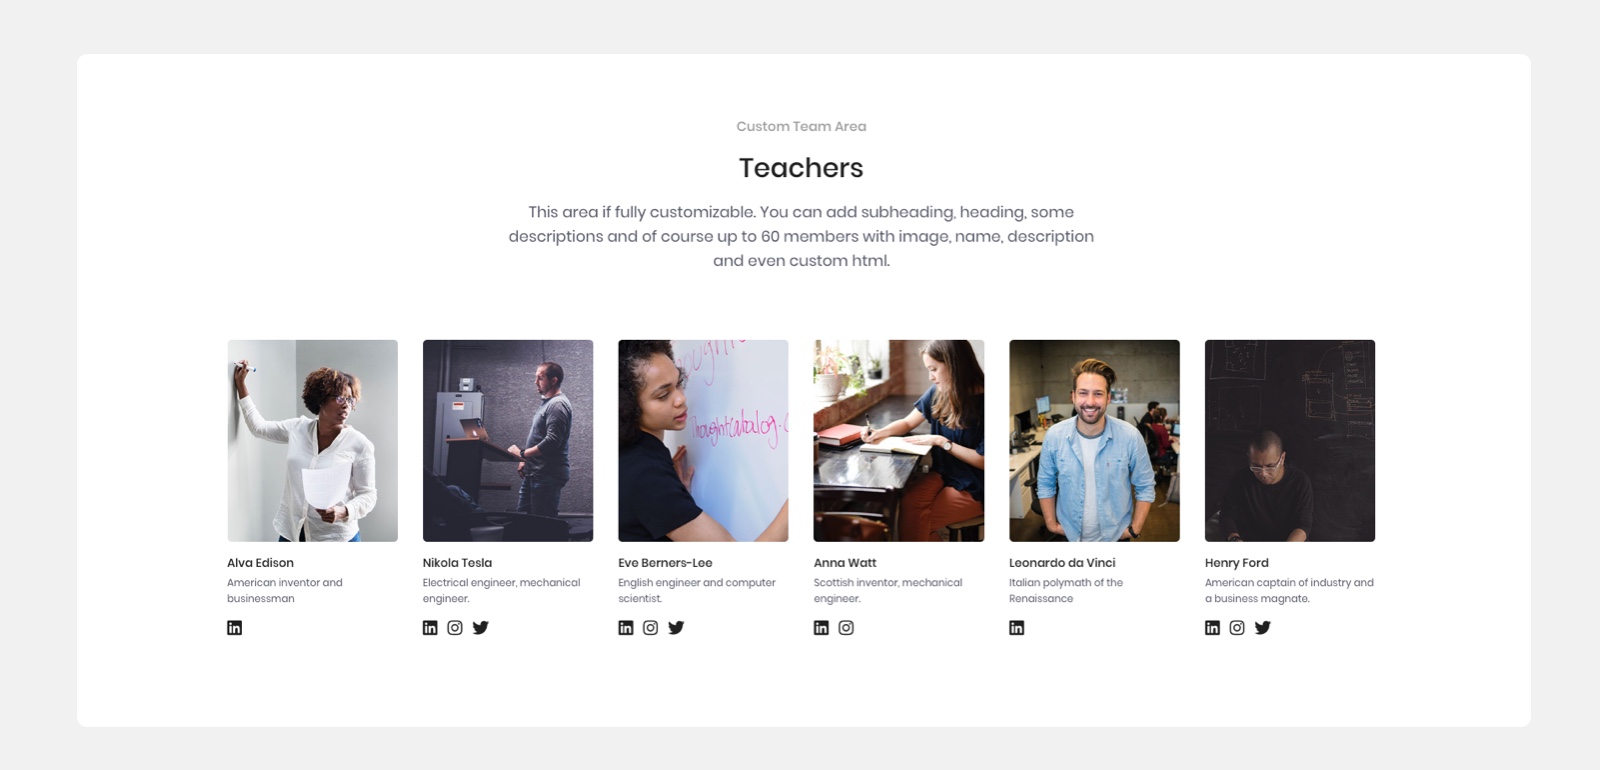 Custom Team Area
Teachers
This area if fully customizable. You can add subheading, heading, some
descriptions and of course up to 60 members with image, name, description
and even custom html.
thoughtcatalog.c
Alva Edison
American inventor and
businessman
Nikola Tesla
Electrical engineer, mechanical
engineer.
Eve Berners-Lee
English engineer and computer
scientist.
Anna Watt
Scottish inventor, mechanical
engineer.
Leonardo da Vinci
Italian polymath of the
Renaissance
Henry Ford
American captain of industry and
a business magnate.